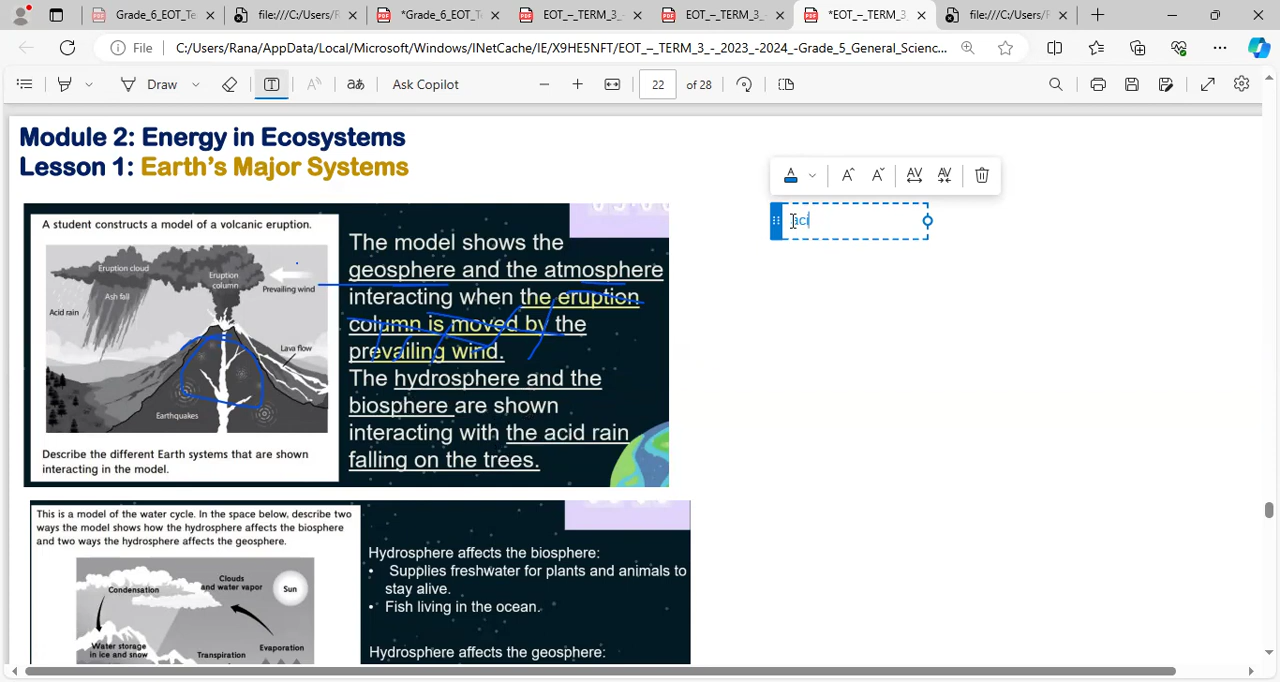 Grade_6_EOT_Te
file:///C:/Users/R
*Grade_6_EOT_T
EOT_–_TERM_3_-
EOT_–_TERM_3_-
*EOT_–_TERM_3_
file:///C:/Users/R
File
C:/Users/Rana/AppData/Local/Microsoft/Windows/INetCache/IE/X9HE5NFT/EOT_–_TERM_3_-_2023_-2024_-Grade_5_General_Scienc...
Draw
aあ
Ask Copilot
22
of 28
Module 2: Energy in Ecosystems
Lesson 1: Earth's Major Systems
aci
A student constructs a model of a volcanic eruption.
Eruption cloud
Eruption
column
Prevailing wind
Ash fall
Acid rain
Lava flow
Earthquakes
Describe the different Earth systems that are shown
interacting in the model.
The model shows the
geosphere and the atmosphere
interacting when the eruption
column is moved by the
prevailing wind.
The hydrosphere and the
biosphere are shown
interacting with the acid rain
falling on the trees.
This is a model of the water cycle. In the space below, describe two
ways the model shows how the hydrosphere affects the biosphere
and two ways the hydrosphere affects the geosphere.
Condensation
Clouds
and water vapor
Sun
Water storage
in ice and snow
Transpiration
Evaporation
Hydrosphere affects the biosphere:
• Supplies freshwater for plants and animals to
stay alive.
• Fish living in the ocean.
Hydrosphere affects the geosphere: